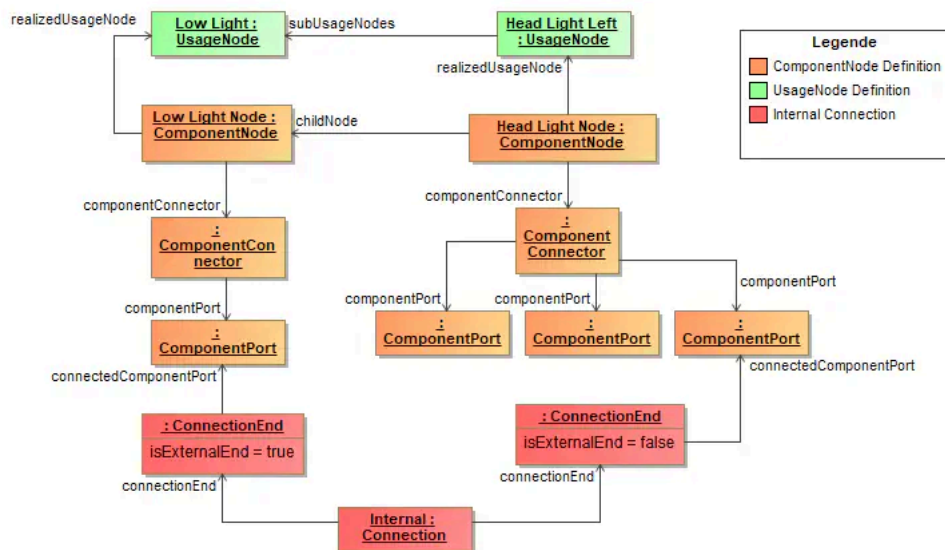 realizedUsageNode
Low Light :
UsageNode
subUsageNodes
Head Light Left
: UsageNode
realizedUsageNode
Legende
ComponentNode Definition
UsageNode Definition
Internal Connection
Low Light Node :
ComponentNode
childNode
Head Light Node :
ComponentNode
componentConnector
componentConnector
:
ComponentCon
nector
:
Component
Connector
componentPort
componentPort
componentPort
componentPort
:
ComponentPort
:
ComponentPort
:
ComponentPort
:
ComponentPort
connectedComponentPort
connectedComponentPort
: ConnectionEnd
isExternalEnd = true
: ConnectionEnd
isExternalEnd = false
connectionEnd
connectionEnd
Internal :
Connection